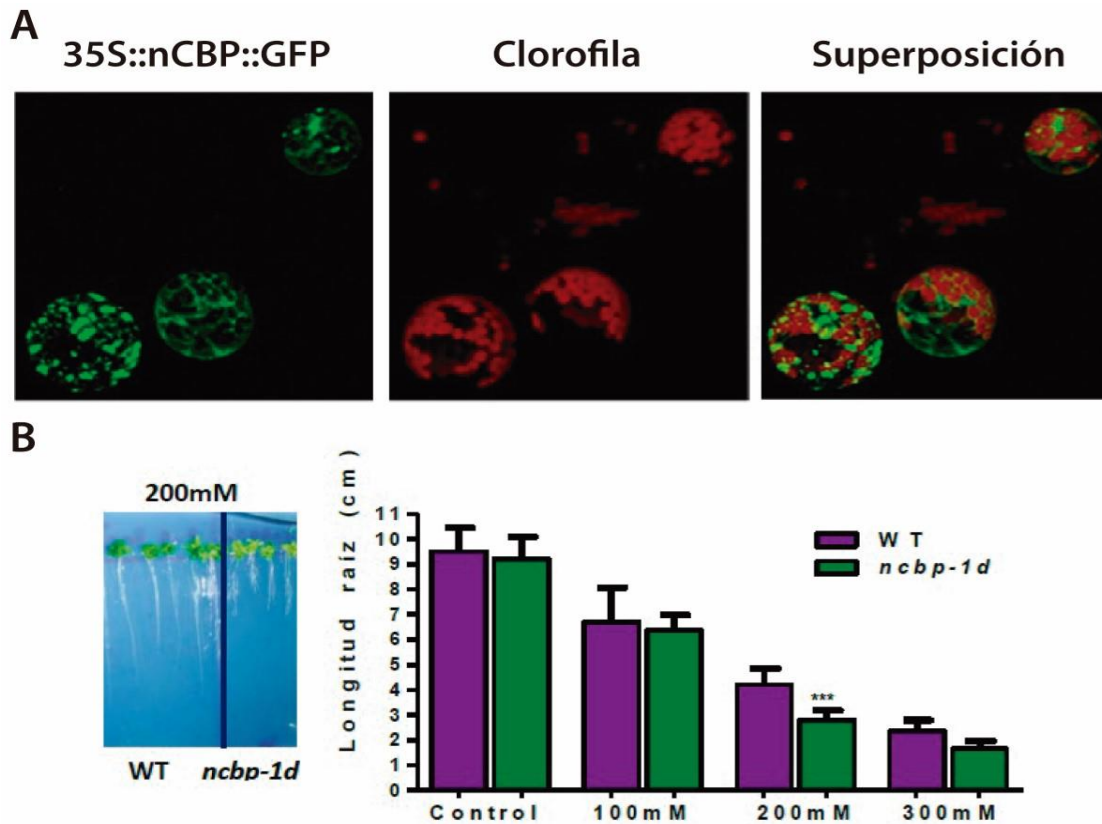 A
35S::nCBP::GFP
Clorofila
Superposición
B
200mM
WT
ncbp-1d
Longitud raíz (cm)
11
10
9
8
7
6
5
4
3
2
1
0
WT
ncbp-1d
***
Control
100mM
200mM
300mM